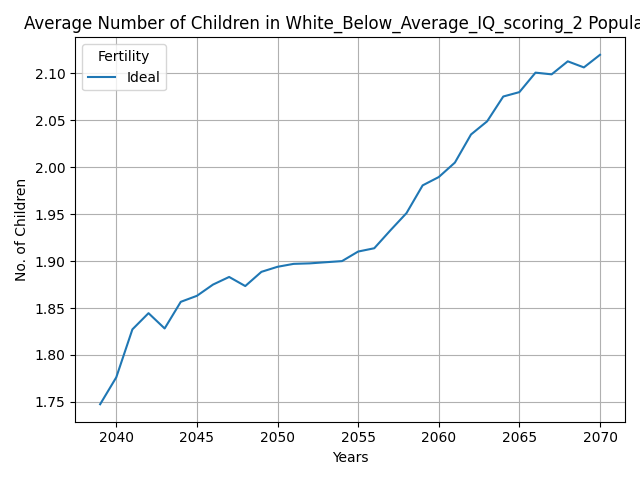 Average Number of Children in White_Below_Average_IQ_scoring_2 Popula
Fertility
Ideal
No. of Children
2.10
2.05
2.00
1.95
1.90
1.85
1.80
1.75
2040 2045 2050 2055 2060 2065 2070
Years